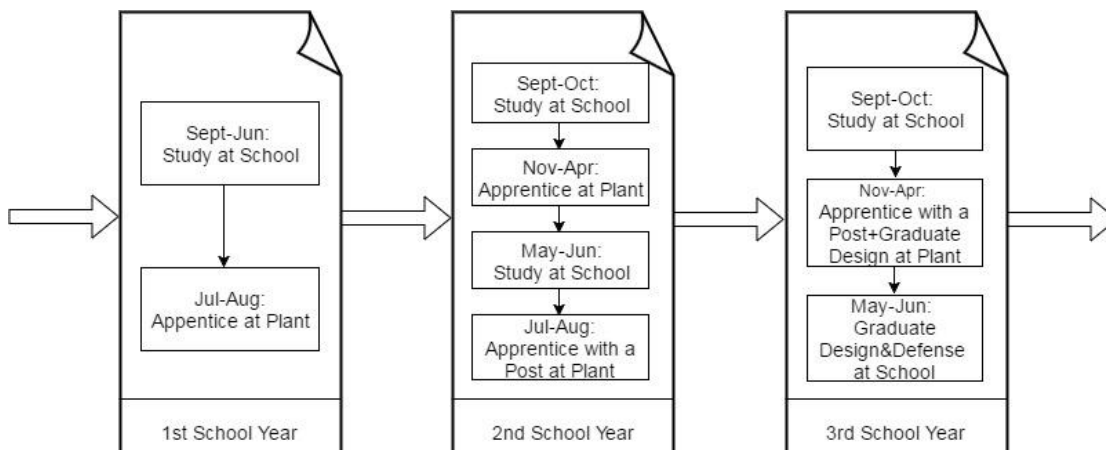 Sept-Jun:
Study at School
Jul-Aug:
Appentice at Plant
1st School Year
Sept-Oct:
Study at School
Nov-Apr:
Apprentice at Plant
May-Jun:
Study at School
Jul-Aug:
Apprentice with a
Post at Plant
2nd School Year
Sept-Oct:
Study at School
Nov-Apr:
Apprentice with a
Post+Graduate
Design at Plant
May-Jun:
Graduate
Design&Defense
at School
3rd School Year